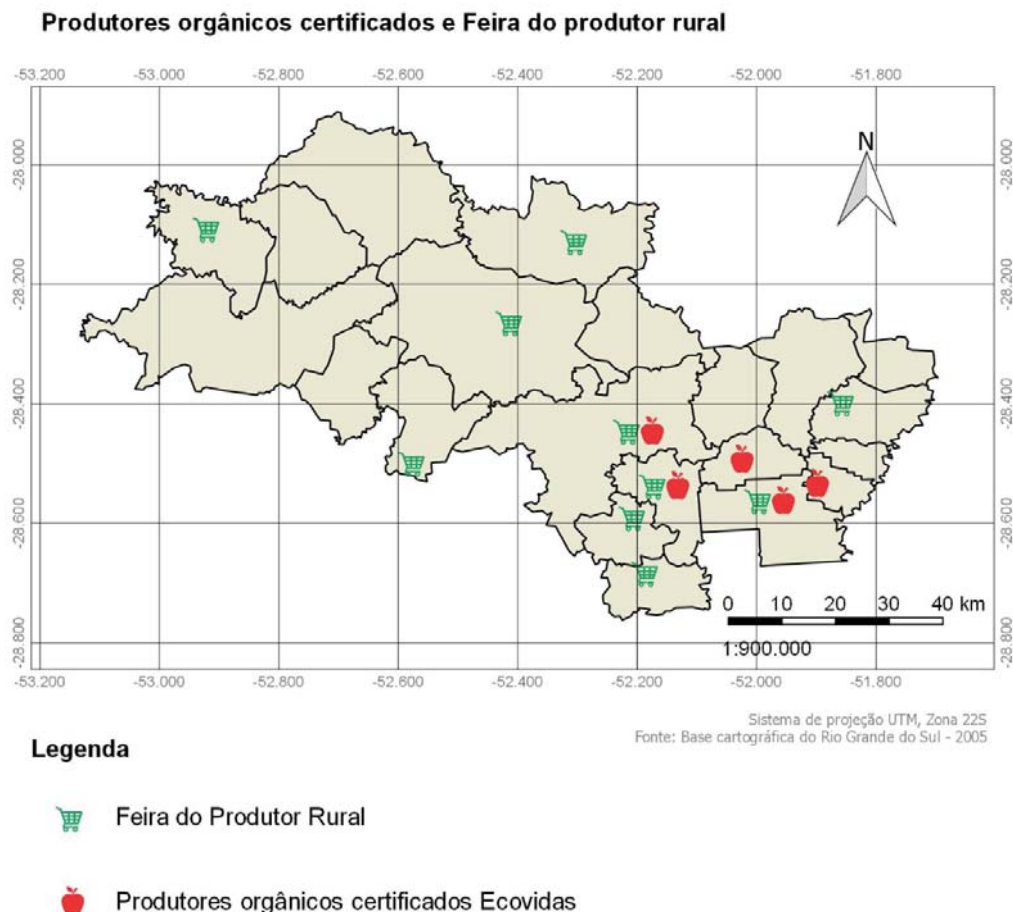 Produtores orgânicos certificados e Feira do produtor rural
-53.200 -53.000 -52.800 -52.600 -52.400 -52.200 -52.000 -51.800
N
-28.000 -28.000
-28.200 -28.200
-28.400 -28.400
-28.600 -28.600
-28.800 -28.800
0 10 20 30 40 km
1:900.000
-53.200 -53.000 -52.800 -52.600 -52.400 -52.200 -52.000 -51.800
Sistema de projeção UTM, Zona 22S
Fonte: Base cartográfica do Rio Grande do Sul - 2005
Legenda
Feira do Produtor Rural
Produtores orgânicos certificados Ecovidas